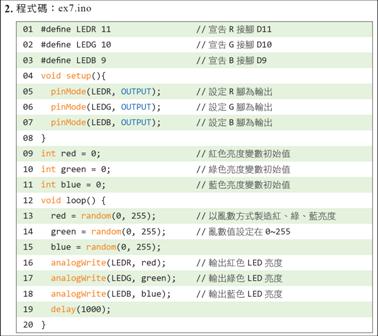 2. 程式碼：ex7.ino
01 #define LEDR 11 // 宣告 R 接腳 D11
02 #define LEDG 10 // 宣告 G 接腳 D10
03 #define LEDB 9 // 宣告 B 接腳 D9
04 void setup(){
05 pinMode(LEDR, OUTPUT); // 設定 R 腳為輸出
06 pinMode(LEDG, OUTPUT); // 設定 G 腳為輸出
07 pinMode(LEDB, OUTPUT); // 設定 B 腳為輸出
08 }
09 int red = 0; // 紅色亮度變數初始值
10 int green = 0; // 綠色亮度變數初始值
11 int blue = 0; // 藍色亮度變數初始值
12 void loop() {
13 red = random(0, 255); // 以亂數方式製造紅、綠、藍亮度
14 green = random(0, 255); // 亂數值設定在 0~255
15 blue = random(0, 255);
16 analogWrite(LEDR, red); // 輸出紅色 LED 亮度
17 analogWrite(LEDG, green); // 輸出綠色 LED 亮度
18 analogWrite(LEDB, blue); // 輸出藍色 LED 亮度
19 delay(1000);
20 }